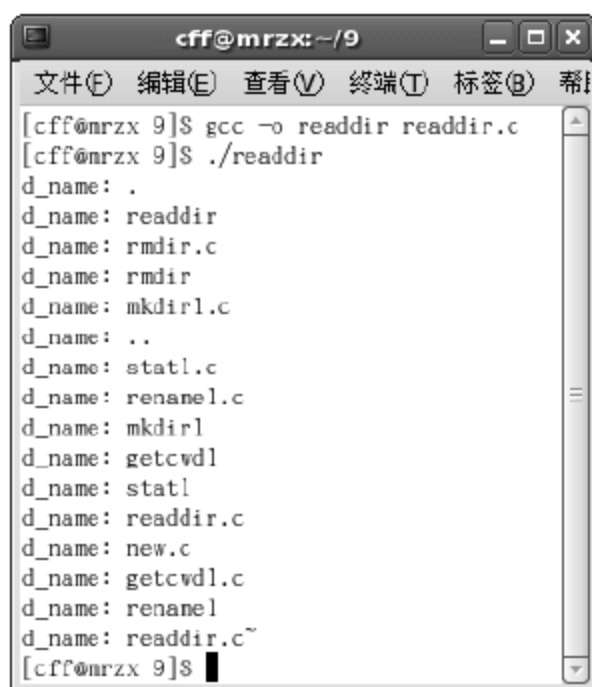 cff@mrzx:~/9
文件(F) 编辑(E) 查看(V) 终端(T) 标签(B) 帮
[cff@mrzx 9]$ gcc -o readdir readdir.c
[cff@mrzx 9]$ ./readdir
d_name: .
d_name: readdir
d_name: rmdir.c
d_name: rmdir
d_name: mkdir1.c
d_name: ..
d_name: stat1.c
d_name: rename1.c
d_name: mkdir1
d_name: getcwd1
d_name: stat1
d_name: readdir.c
d_name: new.c
d_name: getcwd1.c
d_name: rename1
d_name: readdir.c~
[cff@mrzx 9]$